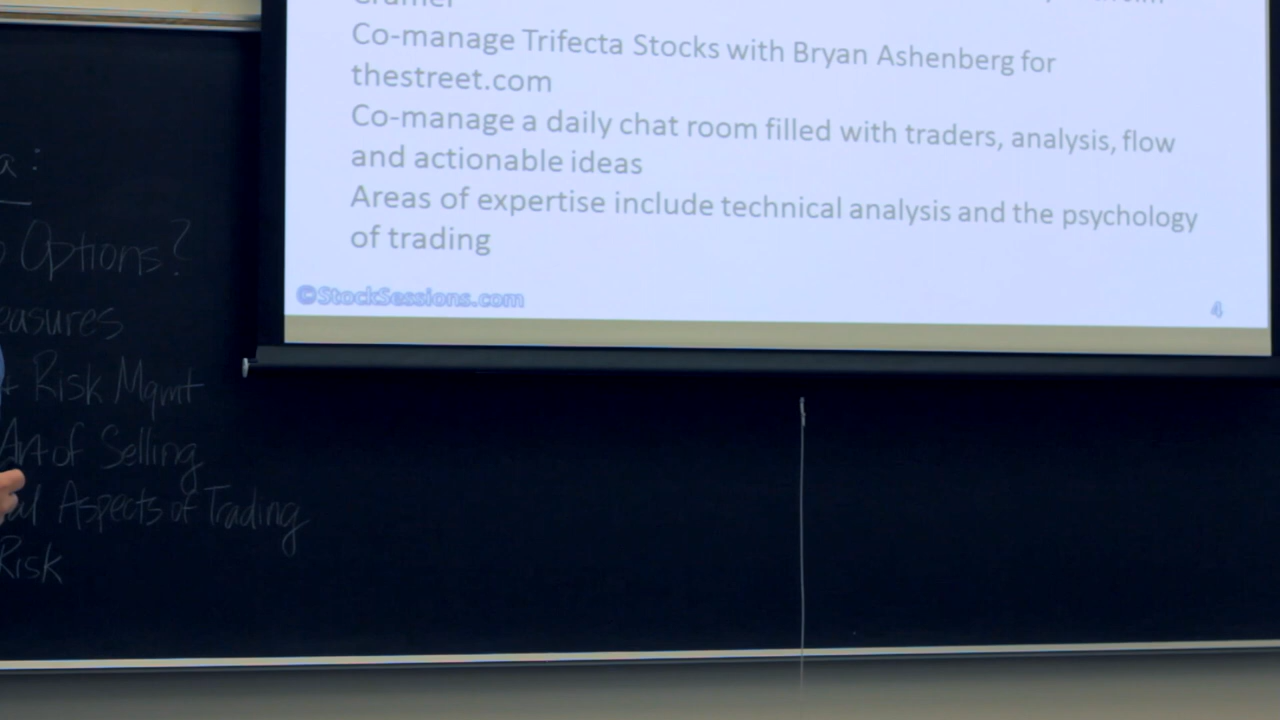 Cramer
Co-manage Trifecta Stocks with Bryan Ashenberg for
thestreet.com
Co-manage a daily chat room filled with traders, analysis, flow
and actionable ideas
Areas of expertise include technical analysis and the psychology
of trading
©StockSessions.com
4
a:
Options?
easures
+ Risk Mgmt
Art of Selling
al Aspects of Trading
Risk